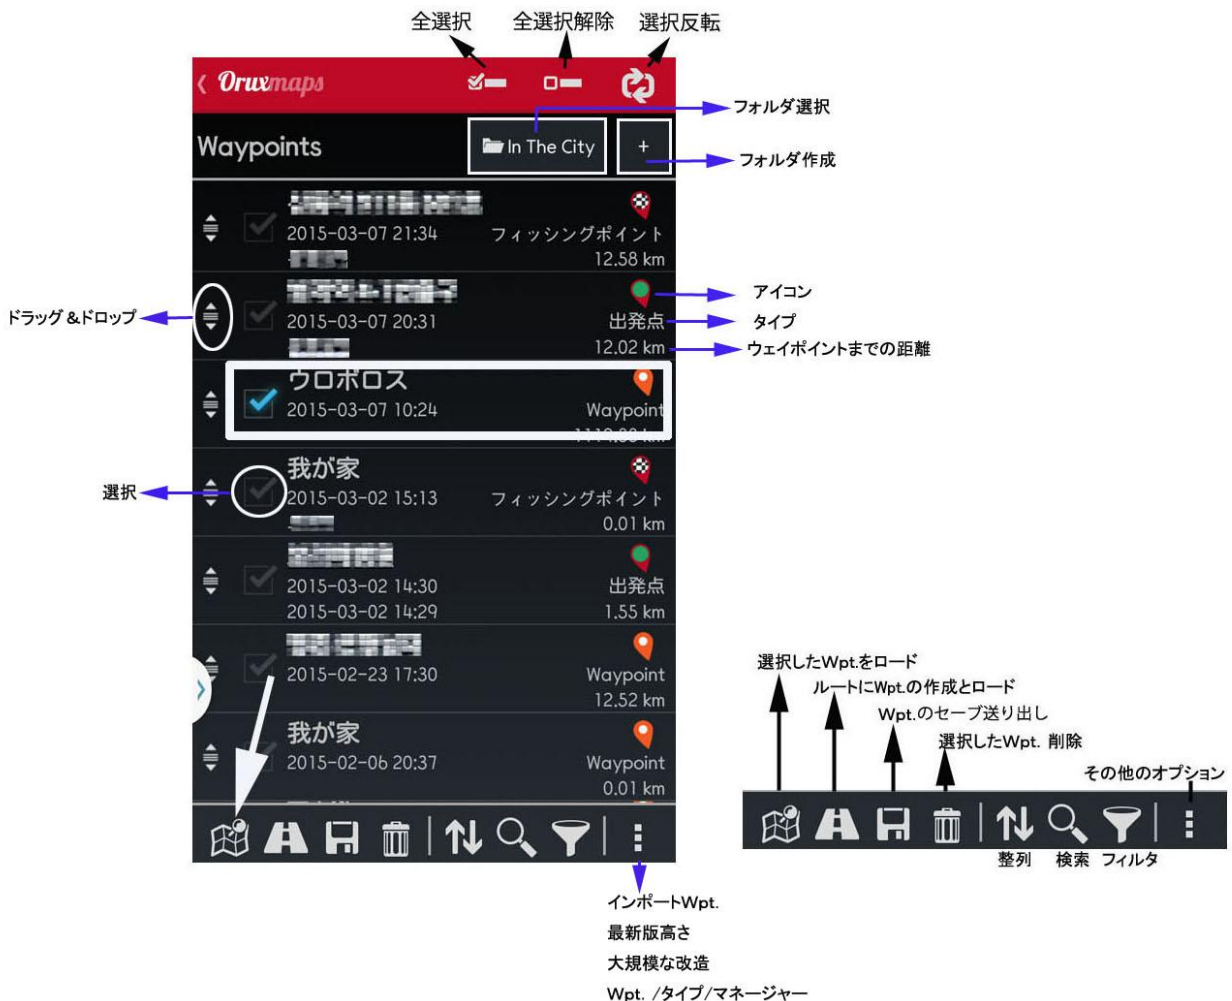 全選択 全選択解除 選択反転
Oruxmaps
フォルダ選択
Waypoints In The City +
フォルダ作成
2015-03-07 21:34 フィッシングポイント
12.58 km
アイコン
ドラッグ&ドロップ
2015-03-07 20:31 出発点 タイプ
12.02 km ウェイポイントまでの距離
ウロボロス
2015-03-07 10:24 Waypoint
我が家
選択
2015-03-02 15:13 フィッシングポイント
0.01 km
2015-03-02 14:30 出発点
2015-03-02 14:29 1.55 km
2015-02-23 17:30 Waypoint
12.52 km
我が家
2015-02-06 20:37 Waypoint
0.01 km
選択したWpt.をロード
ルートにWpt.の作成とロード
Wpt.のセーブ送り出し
選択したWpt. 削除
その他のオプション
整列 検索 フィルタ
インポートWpt.
最新版高さ
大規模な改造
Wpt. /タイプ/マネージャー